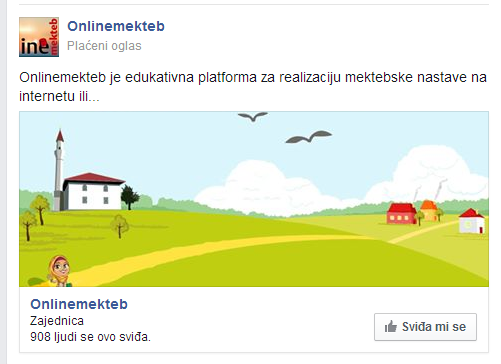 ine mekteb
Onlinemekteb
Plaćeni oglas
Onlinemekteb je edukativna platforma za realizaciju mektebske nastave na
internetu ili...
Onlinemekteb
Zajednica
908 ljudi se ovo sviđa.
Sviđa mi se